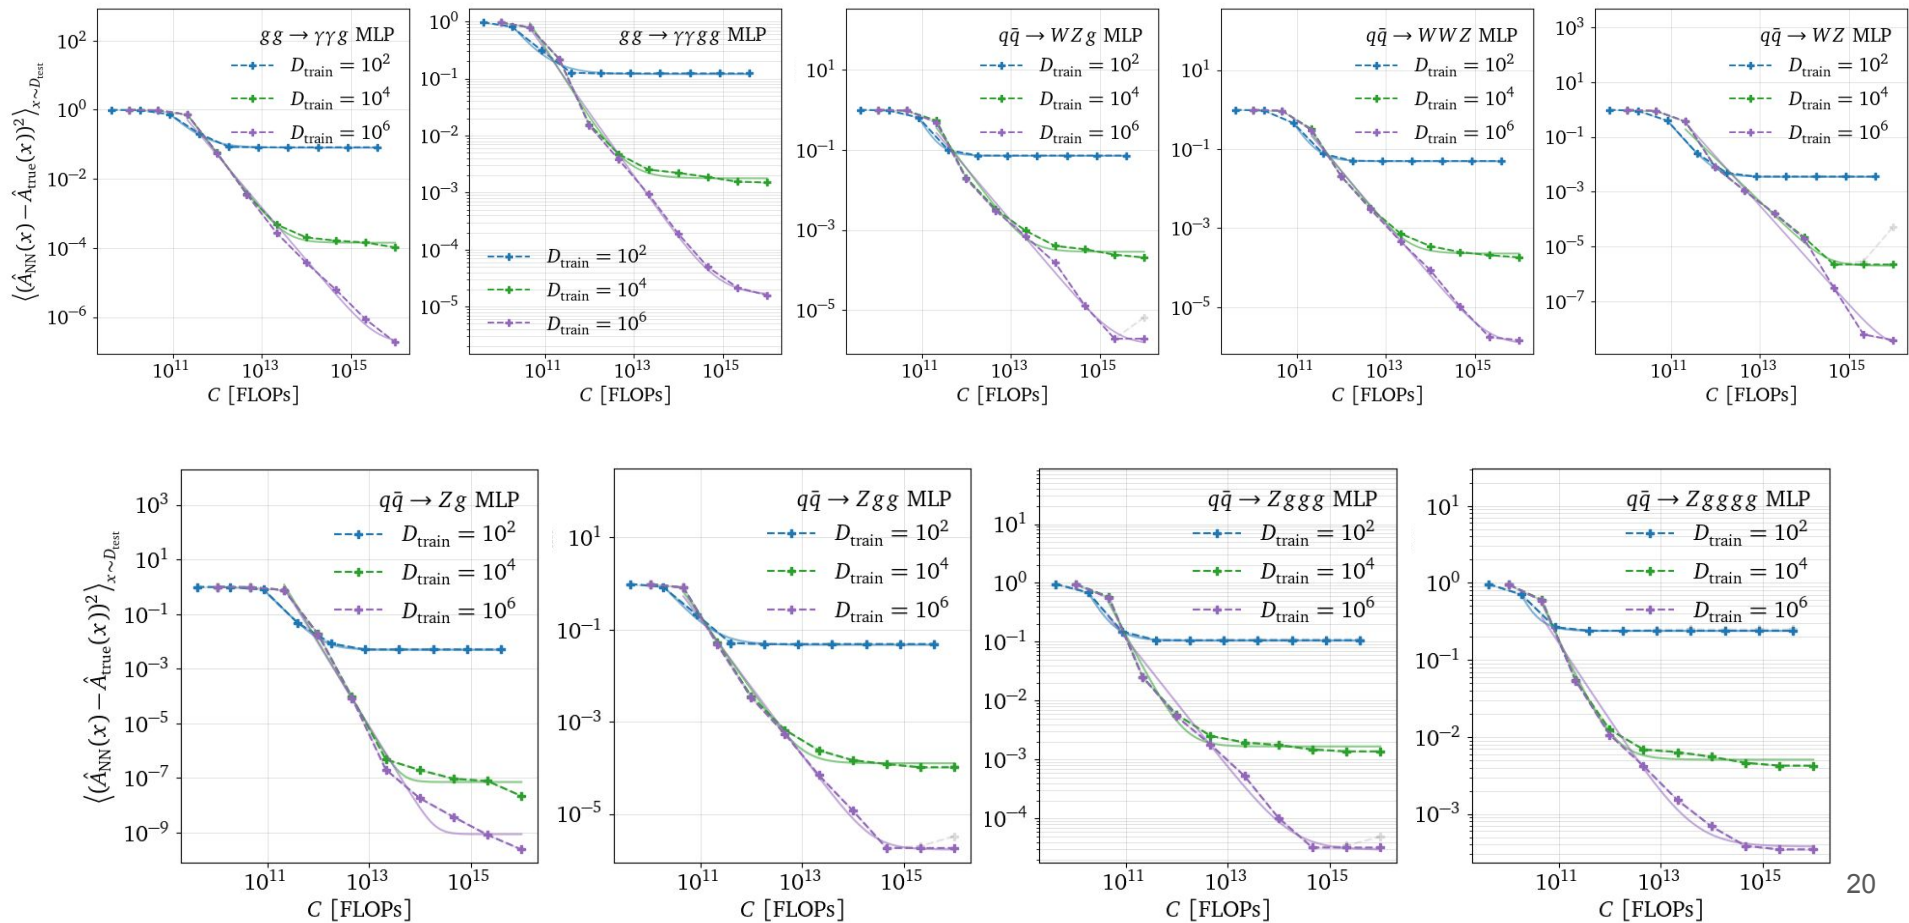 ⟨(Â_NN(x) − Â_true(x))²⟩_x∼D_test
gg → γγg MLP
D_train = 10²
D_train = 10⁴
D_train = 10⁶
10²
10⁰
10⁻²
10⁻⁴
10⁻⁶
10¹¹ 10¹³ 10¹⁵
C [FLOPs]
gg → γγgg MLP
D_train = 10²
D_train = 10⁴
D_train = 10⁶
10⁰
10⁻¹
10⁻²
10⁻³
10⁻⁴
10⁻⁵
10¹¹ 10¹³ 10¹⁵
C [FLOPs]
qq̄ → WZg MLP
D_train = 10²
D_train = 10⁴
D_train = 10⁶
10¹
10⁻¹
10⁻³
10⁻⁵
10¹¹ 10¹³ 10¹⁵
C [FLOPs]
qq̄ → WWZ MLP
D_train = 10²
D_train = 10⁴
D_train = 10⁶
10¹
10⁻¹
10⁻³
10⁻⁵
10¹¹ 10¹³ 10¹⁵
C [FLOPs]
qq̄ → WZ MLP
D_train = 10²
D_train = 10⁴
D_train = 10⁶
10³
10¹
10⁻¹
10⁻³
10⁻⁵
10⁻⁷
10¹¹ 10¹³ 10¹⁵
C [FLOPs]
⟨(Â_NN(x) − Â_true(x))²⟩_x∼D_test
qq̄ → Zg MLP
D_train = 10²
D_train = 10⁴
D_train = 10⁶
10³
10¹
10⁻¹
10⁻³
10⁻⁵
10⁻⁷
10⁻⁹
10¹¹ 10¹³ 10¹⁵
C [FLOPs]
qq̄ → Zgg MLP
D_train = 10²
D_train = 10⁴
D_train = 10⁶
10¹
10⁻¹
10⁻³
10⁻⁵
10¹¹ 10¹³ 10¹⁵
C [FLOPs]
qq̄ → Zggg MLP
D_train = 10²
D_train = 10⁴
D_train = 10⁶
10¹
10⁰
10⁻¹
10⁻²
10⁻³
10⁻⁴
10¹¹ 10¹³ 10¹⁵
C [FLOPs]
qq̄ → Zgggg MLP
D_train = 10²
D_train = 10⁴
D_train = 10⁶
10¹
10⁰
10⁻¹
10⁻²
10⁻³
10¹¹ 10¹³ 10¹⁵
C [FLOPs]
20